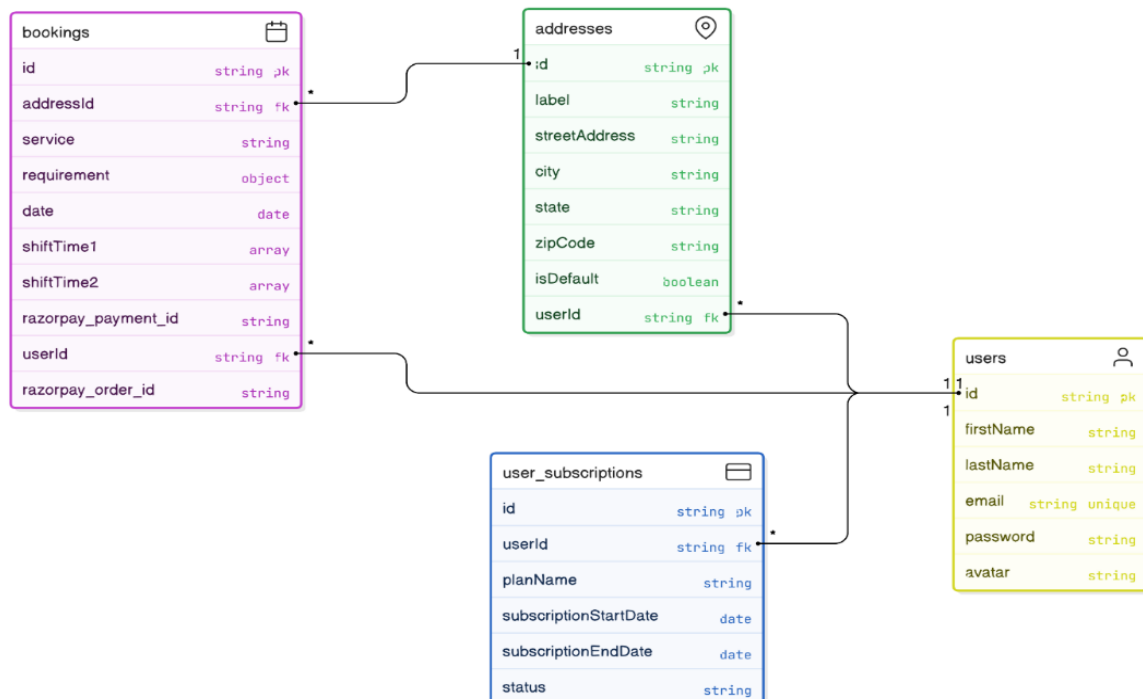 bookings
id string pk
addressId string fk
service string
requirement object
date date
shiftTime1 array
shiftTime2 array
razorpay_payment_id string
userId string fk
razorpay_order_id string
*
*
1
addresses
id string pk
label string
streetAddress string
city string
state string
zipCode string
isDefault boolean
userId string fk
*
user_subscriptions
id string pk
userId string fk
planName string
subscriptionStartDate date
subscriptionEndDate date
status string
*
1 1
1
users
id string pk
firstName string
lastName string
email string unique
password string
avatar string